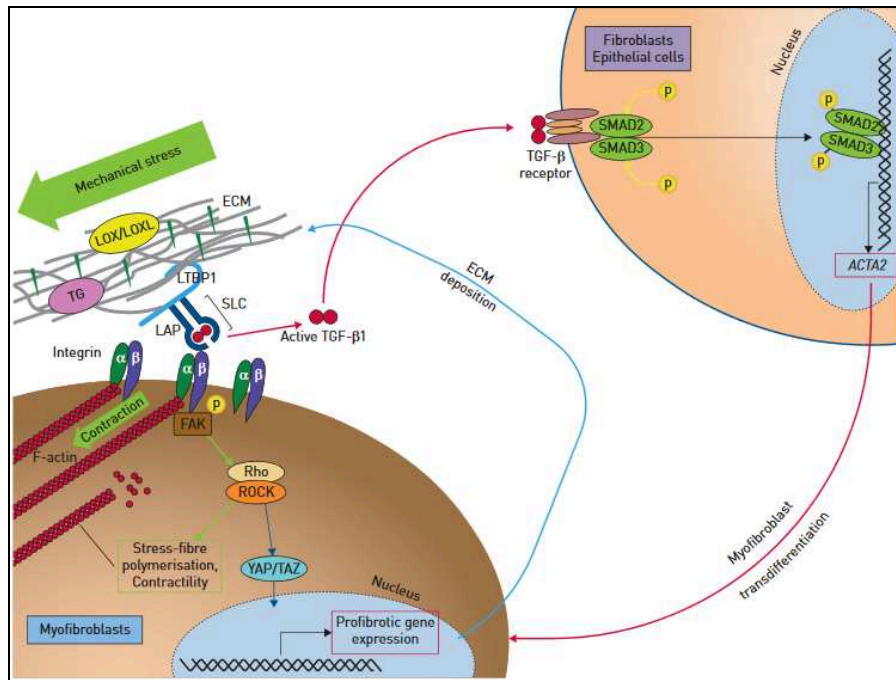 Fibroblasts
Epithelial cells
Nucleus
p
SMAD2
SMAD3
p
TGF-β
receptor
p
SMAD2
SMAD3
p
ACTA2
Mechanical stress
ECM
LOX/LOXL
TG
LTBP1
SLC
LAP
Active TGF-β1
ECM
deposition
Integrin
α
β
α
β
α
β
p
FAK
Contraction
F-actin
Rho
ROCK
Stress-fibre
polymerisation,
Contractility
YAP/TAZ
Nucleus
Myofibroblasts
Profibrotic gene
expression
Myofibroblast
transdifferentiation